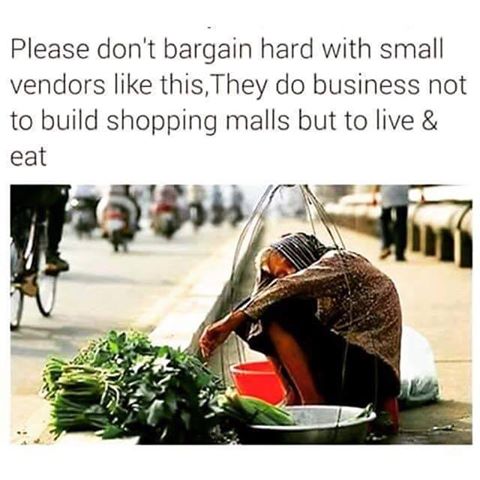 Please don't bargain hard with small
vendors like this,They do business not
to build shopping malls but to live &
eat